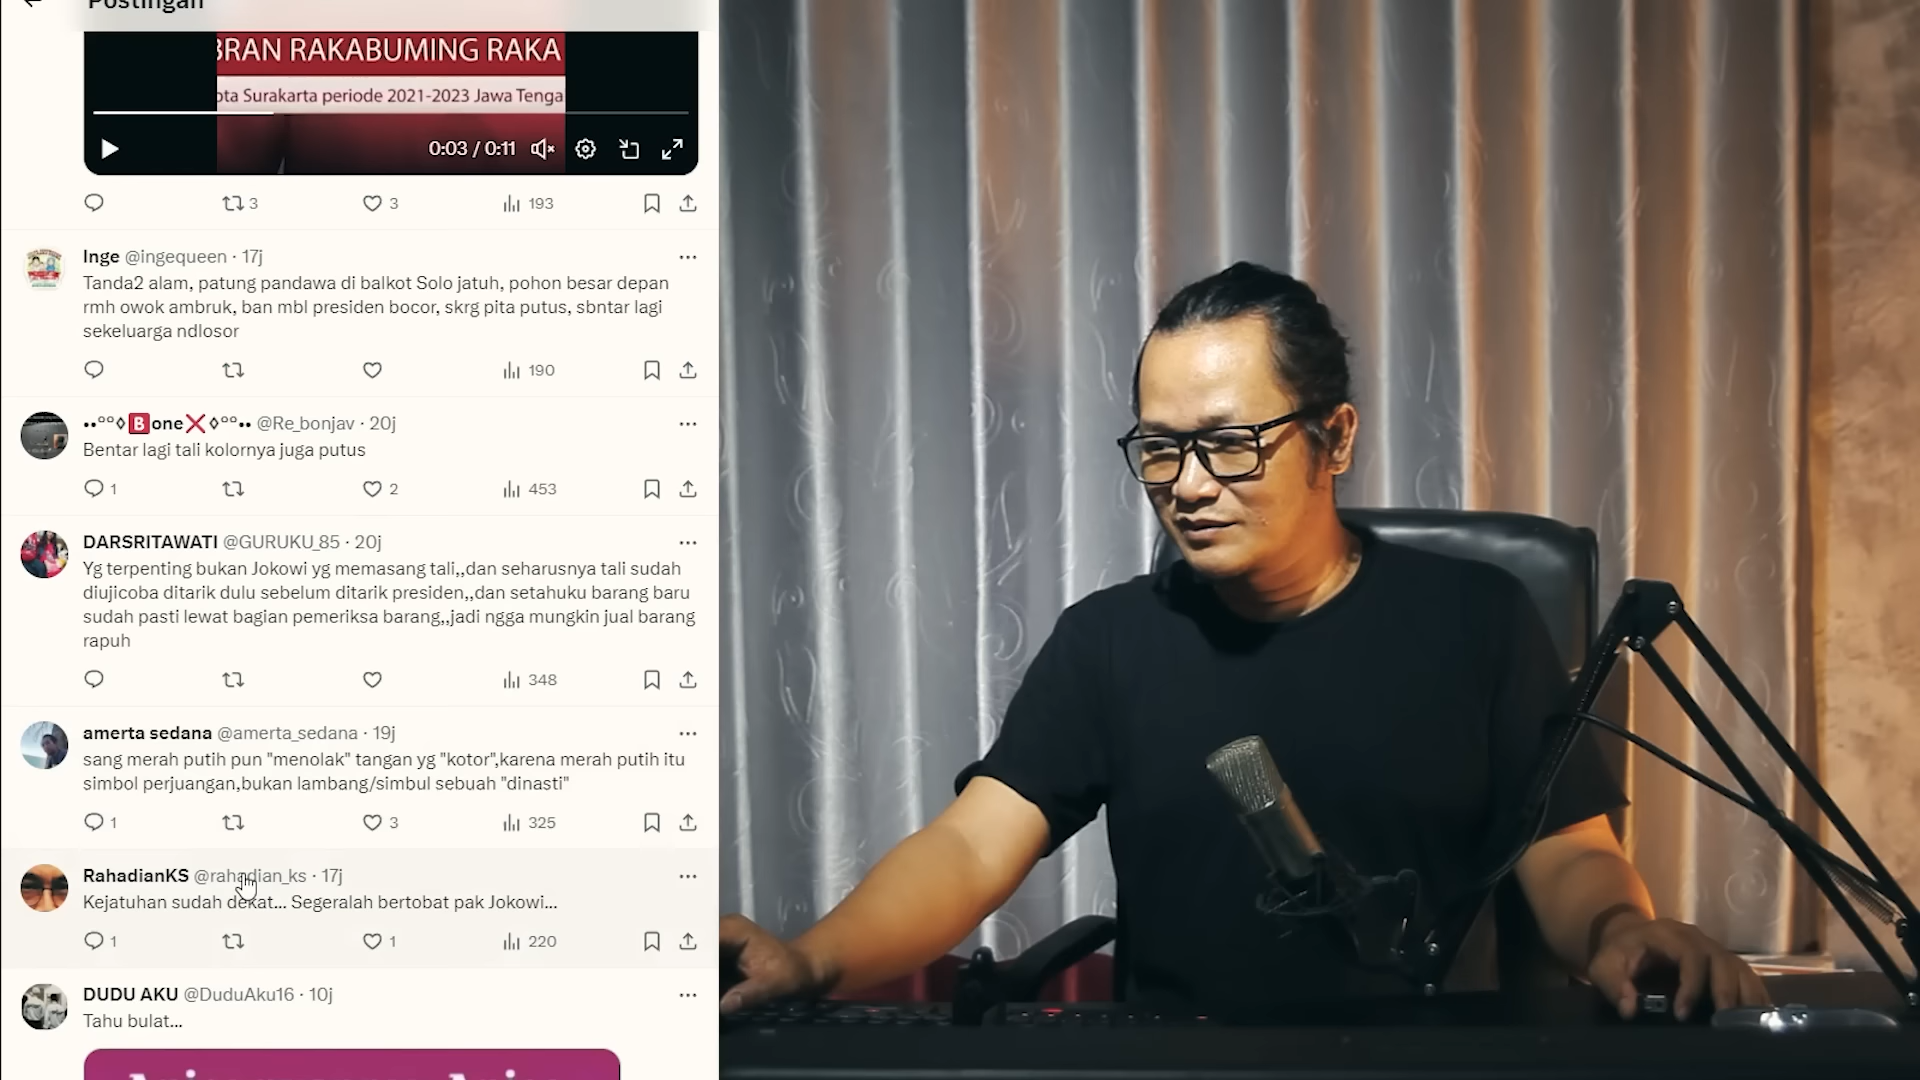 Postingan
BRAN RAKABUMING RAKA
ota Surakarta periode 2021-2023 Jawa Tenga
0:03 / 0:11
3 3 193
Inge @ingequeen · 17j
Tanda2 alam, patung pandawa di balkot Solo jatuh, pohon besar depan
rmh owok ambruk, ban mbl presiden bocor, skrg pita putus, sbntar lagi
sekeluarga ndlosor
190
••°°◊🅱️one❌◊°°•• @Re_bonjav · 20j
Bentar lagi tali kolornya juga putus
1 2 453
DARSRITAWATI @GURUKU_85 · 20j
Yg terpenting bukan Jokowi yg memasang tali,,dan seharusnya tali sudah
diujicoba ditarik dulu sebelum ditarik presiden,,dan setahuku barang baru
sudah pasti lewat bagian pemeriksa barang,,jadi ngga mungkin jual barang
rapuh
348
amerta sedana @amerta_sedana · 19j
sang merah putih pun "menolak" tangan yg "kotor",karena merah putih itu
simbol perjuangan,bukan lambang/simbul sebuah "dinasti"
1 3 325
RahadianKS @rahadian_ks · 17j
Kejatuhan sudah dekat... Segeralah bertobat pak Jokowi...
1 1 220
DUDU AKU @DuduAku16 · 10j
Tahu bulat...